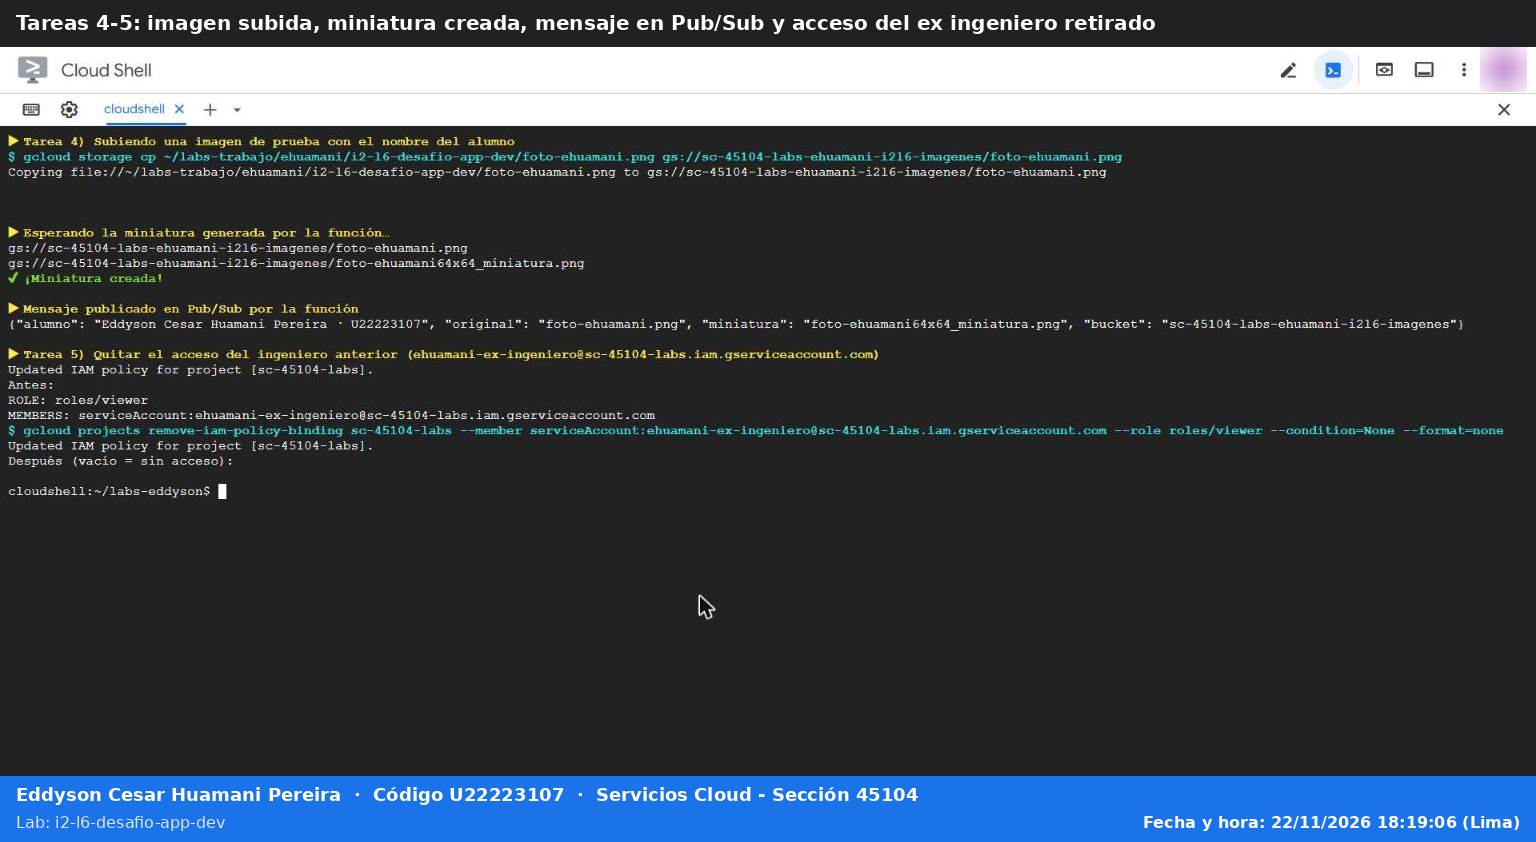 Tareas 4-5: imagen subida, miniatura creada, mensaje en Pub/Sub y acceso del ex ingeniero retirado
Cloud Shell
cloudshell
▶ Tarea 4) Subiendo una imagen de prueba con el nombre del alumno
$ gcloud storage cp ~/labs-trabajo/ehuamani/i2-l6-desafio-app-dev/foto-ehuamani.png gs://sc-45104-labs-ehuamani-i2l6-imagenes/foto-ehuamani.png
Copying file://~/labs-trabajo/ehuamani/i2-l6-desafio-app-dev/foto-ehuamani.png to gs://sc-45104-labs-ehuamani-i2l6-imagenes/foto-ehuamani.png
▶ Esperando la miniatura generada por la función…
gs://sc-45104-labs-ehuamani-i2l6-imagenes/foto-ehuamani.png
gs://sc-45104-labs-ehuamani-i2l6-imagenes/foto-ehuamani64x64_miniatura.png
✔ ¡Miniatura creada!
▶ Mensaje publicado en Pub/Sub por la función
{"alumno": "Eddyson Cesar Huamani Pereira · U22223107", "original": "foto-ehuamani.png", "miniatura": "foto-ehuamani64x64_miniatura.png", "bucket": "sc-45104-labs-ehuamani-i2l6-imagenes"}
▶ Tarea 5) Quitar el acceso del ingeniero anterior (ehuamani-ex-ingeniero@sc-45104-labs.iam.gserviceaccount.com)
Updated IAM policy for project [sc-45104-labs].
Antes:
ROLE: roles/viewer
MEMBERS: serviceAccount:ehuamani-ex-ingeniero@sc-45104-labs.iam.gserviceaccount.com
$ gcloud projects remove-iam-policy-binding sc-45104-labs --member serviceAccount:ehuamani-ex-ingeniero@sc-45104-labs.iam.gserviceaccount.com --role roles/viewer --condition=None --format=none
Updated IAM policy for project [sc-45104-labs].
Después (vacío = sin acceso):
cloudshell:~/labs-eddyson$
Eddyson Cesar Huamani Pereira · Código U22223107 · Servicios Cloud - Sección 45104
Lab: i2-l6-desafio-app-dev
Fecha y hora: 22/11/2026 18:19:06 (Lima)